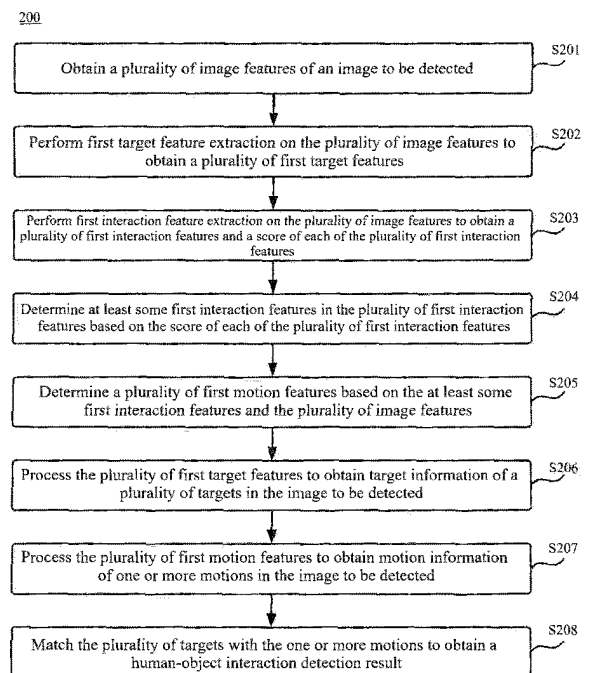 200
S201
Obtain a plurality of image features of an image to be detected
S202
Perform first target feature extraction on the plurality of image features to
obtain a plurality of first target features
S203
Perform first interaction feature extraction on the plurality of image features to obtain a
plurality of first interaction features and a score of each of the plurality of first interaction
features
S204
Determine at least some first interaction features in the plurality of first interaction
features based on the score of each of the plurality of first interaction features
S205
Determine a plurality of first motion features based on the at least some
first interaction features and the plurality of image features
S206
Process the plurality of first target features to obtain target information of a
plurality of targets in the image to be detected
S207
Process the plurality of first motion features to obtain motion information
of one or more motions in the image to be detected
S208
Match the plurality of targets with the one or more motions to obtain a
human-object interaction detection result